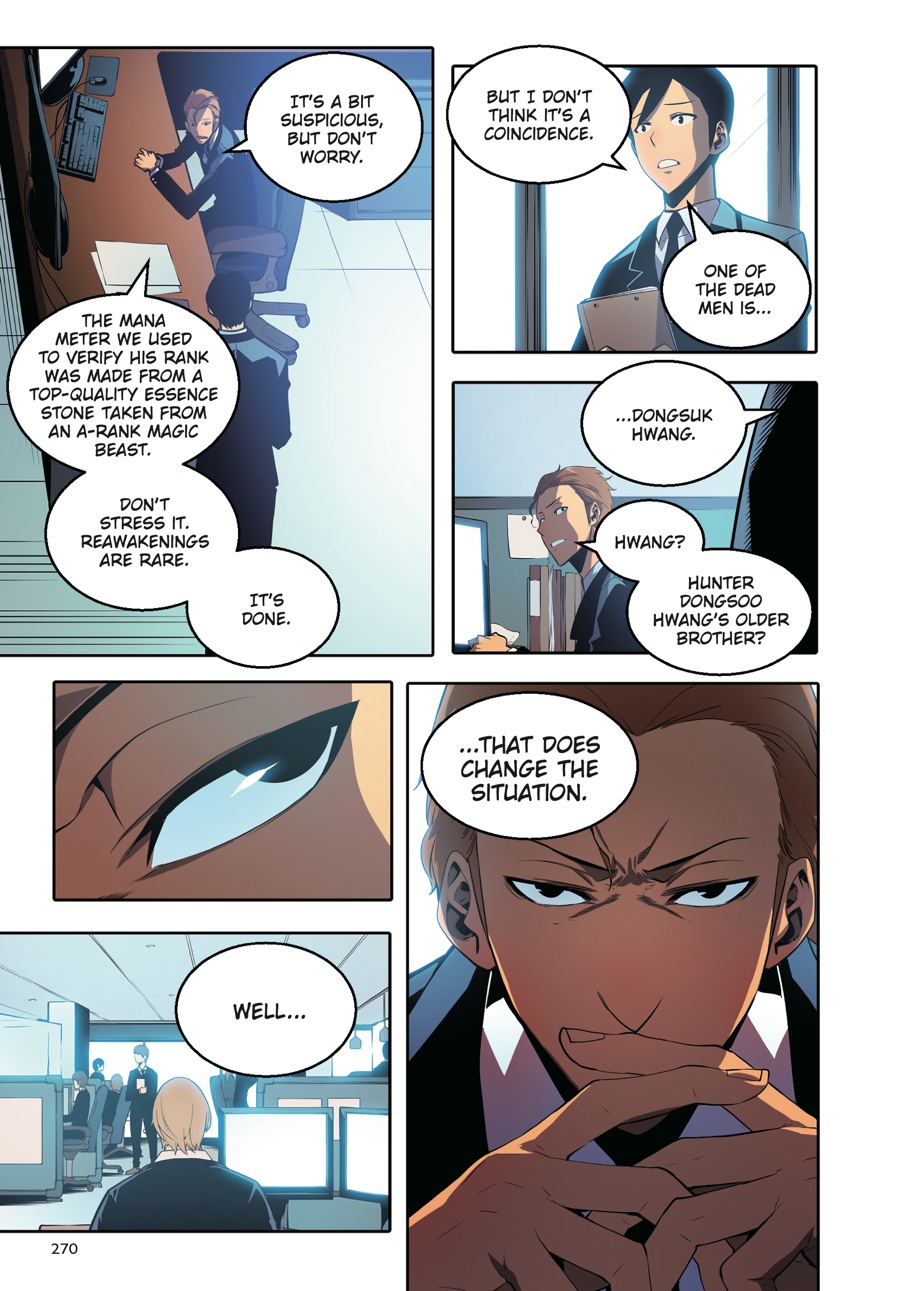 IT'S A BIT
SUSPICIOUS,
BUT DON'T
WORRY.
THE MANA
METER WE USED
TO VERIFY HIS RANK
WAS MADE FROM A
TOP-QUALITY ESSENCE
STONE TAKEN FROM
AN A-RANK MAGIC
BEAST.
DON'T
STRESS IT.
REAWAKENINGS
ARE RARE.
IT'S
DONE.
BUT I DON'T
THINK IT'S A
COINCIDENCE.
ONE OF
THE DEAD
MEN IS...
...DONGSUK
HWANG.
HWANG?
HUNTER
DONGSOO
HWANG'S OLDER
BROTHER?
...THAT DOES
CHANGE THE
SITUATION.
WELL...
270